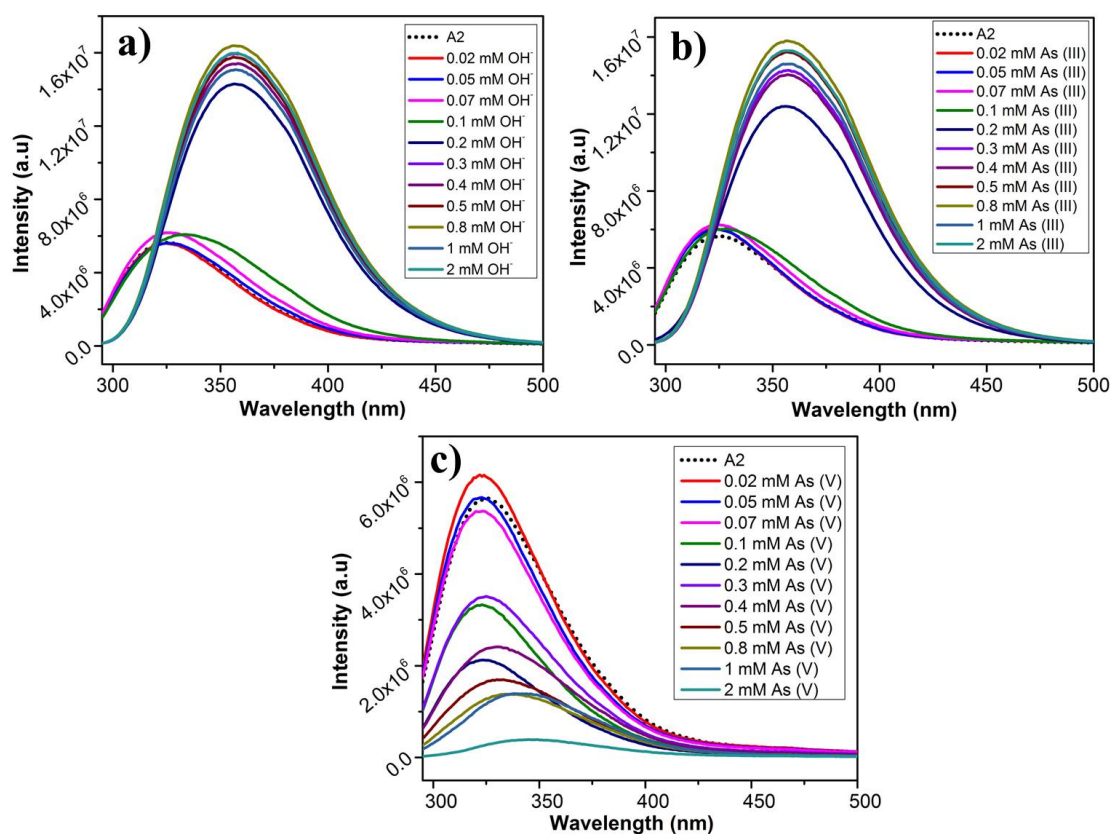 a)
A2
0.02 mM OH⁻
0.05 mM OH⁻
0.07 mM OH⁻
0.1 mM OH⁻
0.2 mM OH⁻
0.3 mM OH⁻
0.4 mM OH⁻
0.5 mM OH⁻
0.8 mM OH⁻
1 mM OH⁻
2 mM OH⁻
Intensity (a.u)
1.6x10⁷
1.2x10⁷
8.0x10⁶
4.0x10⁶
0.0
300 350 400 450 500
Wavelength (nm)
b)
A2
0.02 mM As (III)
0.05 mM As (III)
0.07 mM As (III)
0.1 mM As (III)
0.2 mM As (III)
0.3 mM As (III)
0.4 mM As (III)
0.5 mM As (III)
0.8 mM As (III)
1 mM As (III)
2 mM As (III)
Intensity (a.u)
1.6x10⁷
1.2x10⁷
8.0x10⁶
4.0x10⁶
0.0
300 350 400 450 500
Wavelength (nm)
c)
A2
0.02 mM As (V)
0.05 mM As (V)
0.07 mM As (V)
0.1 mM As (V)
0.2 mM As (V)
0.3 mM As (V)
0.4 mM As (V)
0.5 mM As (V)
0.8 mM As (V)
1 mM As (V)
2 mM As (V)
Intensity (a.u)
6.0x10⁶
4.0x10⁶
2.0x10⁶
0.0
300 350 400 450 500
Wavelength (nm)